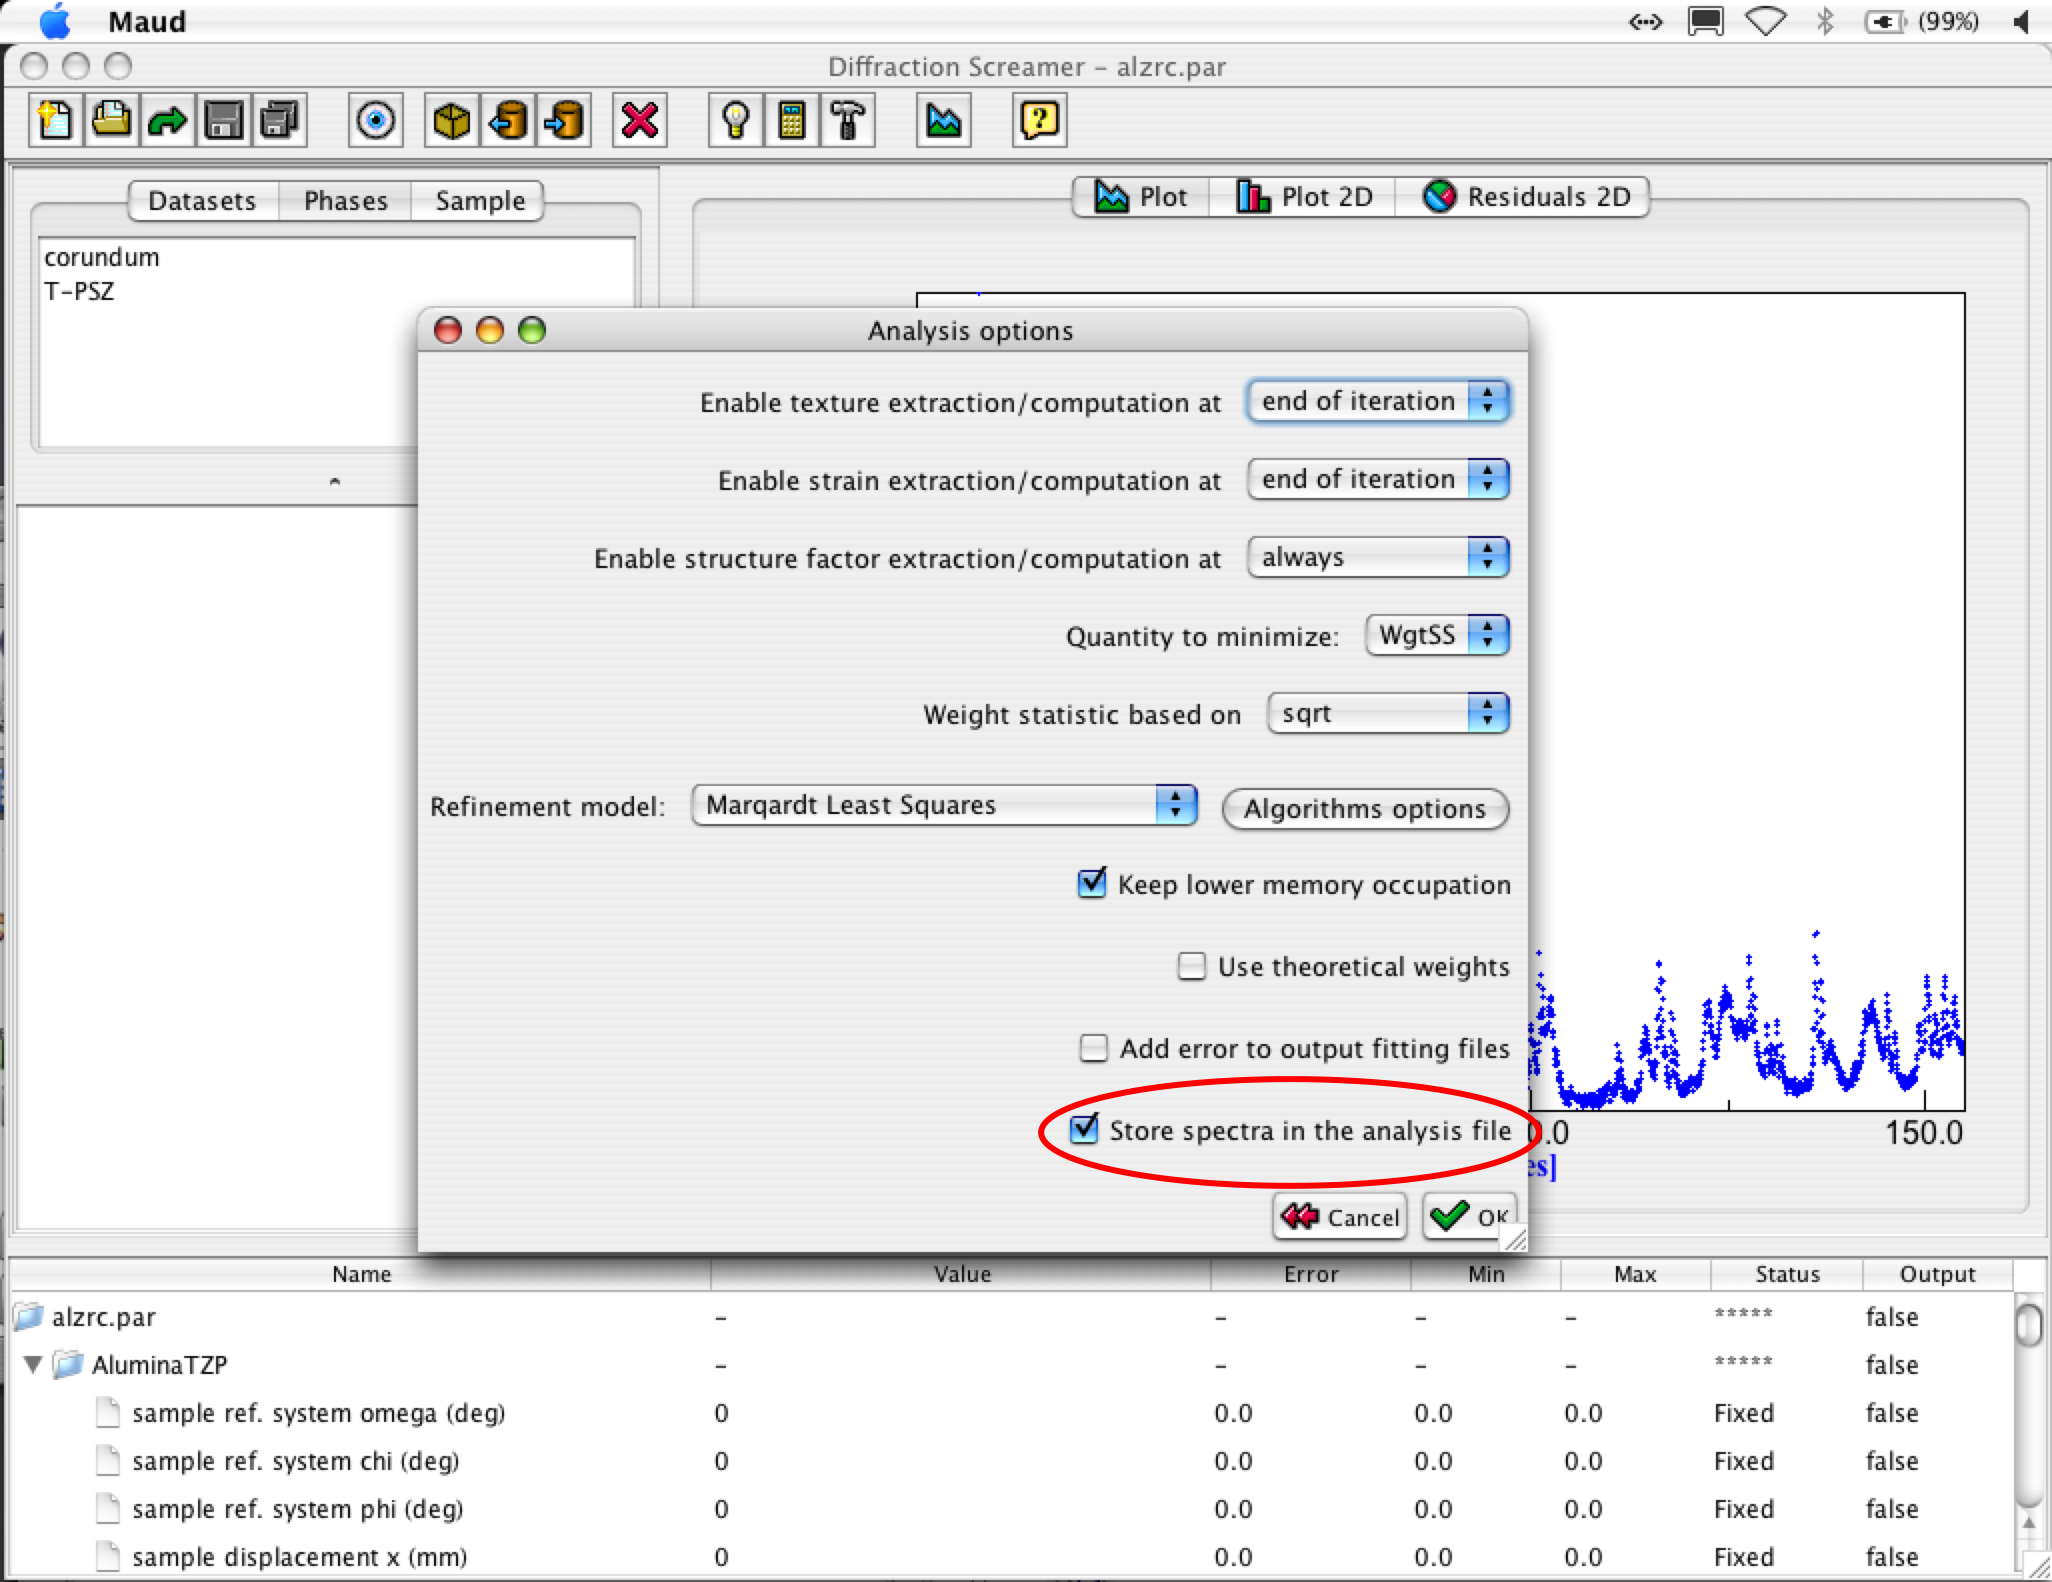 Maud (99%)
Diffraction Screamer – alzrc.par
Datasets Phases Sample
Plot Plot 2D Residuals 2D
corundum
T-PSZ
Analysis options
Enable texture extraction/computation at end of iteration
Enable strain extraction/computation at end of iteration
Enable structure factor extraction/computation at always
Quantity to minimize: WgtSS
Weight statistic based on sqrt
Refinement model: Marqardt Least Squares Algorithms options
Keep lower memory occupation
Use theoretical weights
Add error to output fitting files
Store spectra in the analysis file
0.0 150.0
es]
Cancel OK
Name Value Error Min Max Status Output
alzrc.par – – – – ***** false
AluminaTZP – – – – ***** false
sample ref. system omega (deg) 0 0.0 0.0 0.0 Fixed false
sample ref. system chi (deg) 0 0.0 0.0 0.0 Fixed false
sample ref. system phi (deg) 0 0.0 0.0 0.0 Fixed false
sample displacement x (mm) 0 0.0 0.0 0.0 Fixed false